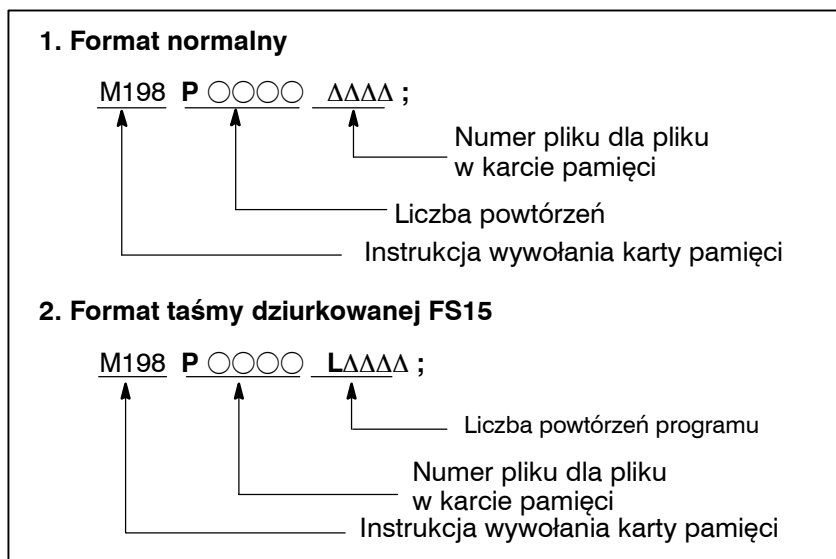 1. Format normalny
M198 P○○○○ ΔΔΔΔ ;
Numer pliku dla pliku
w karcie pamięci
Liczba powtórzeń
Instrukcja wywołania karty pamięci
2. Format taśmy dziurkowanej FS15
M198 P○○○○ LΔΔΔΔ ;
Liczba powtórzeń programu
Numer pliku dla pliku
w karcie pamięci
Instrukcja wywołania karty pamięci